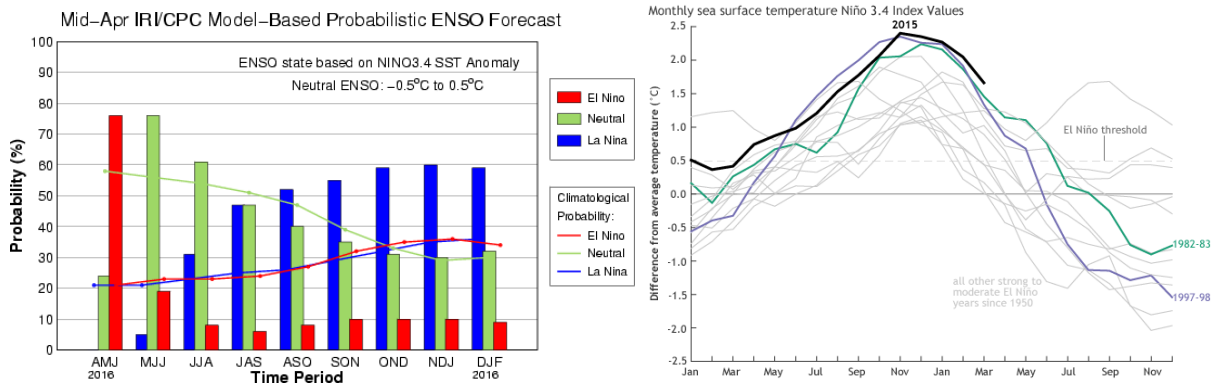 Mid-Apr IRI/CPC Model-Based Probabilistic ENSO Forecast
ENSO state based on NINO3.4 SST Anomaly
Neutral ENSO: -0.5°C to 0.5°C
Probability (%)
100
90
80
70
60
50
40
30
20
10
0
AMJ MJJ JJA JAS ASO SON OND NDJ DJF
2016 2016
Time Period
El Nino
Neutral
La Nina
Climatological
Probability:
El Nino
Neutral
La Nina
Monthly sea surface temperature Niño 3.4 Index Values
2015
Difference from average temperature (°C)
2.5
2.0
1.5
1.0
0.5
0.0
-0.5
-1.0
-1.5
-2.0
-2.5
El Niño threshold
1982-83
1997-98
all other strong to
moderate El Niño
years since 1950
Jan Mar May Jul Sep Nov Jan Mar May Jul Sep Nov